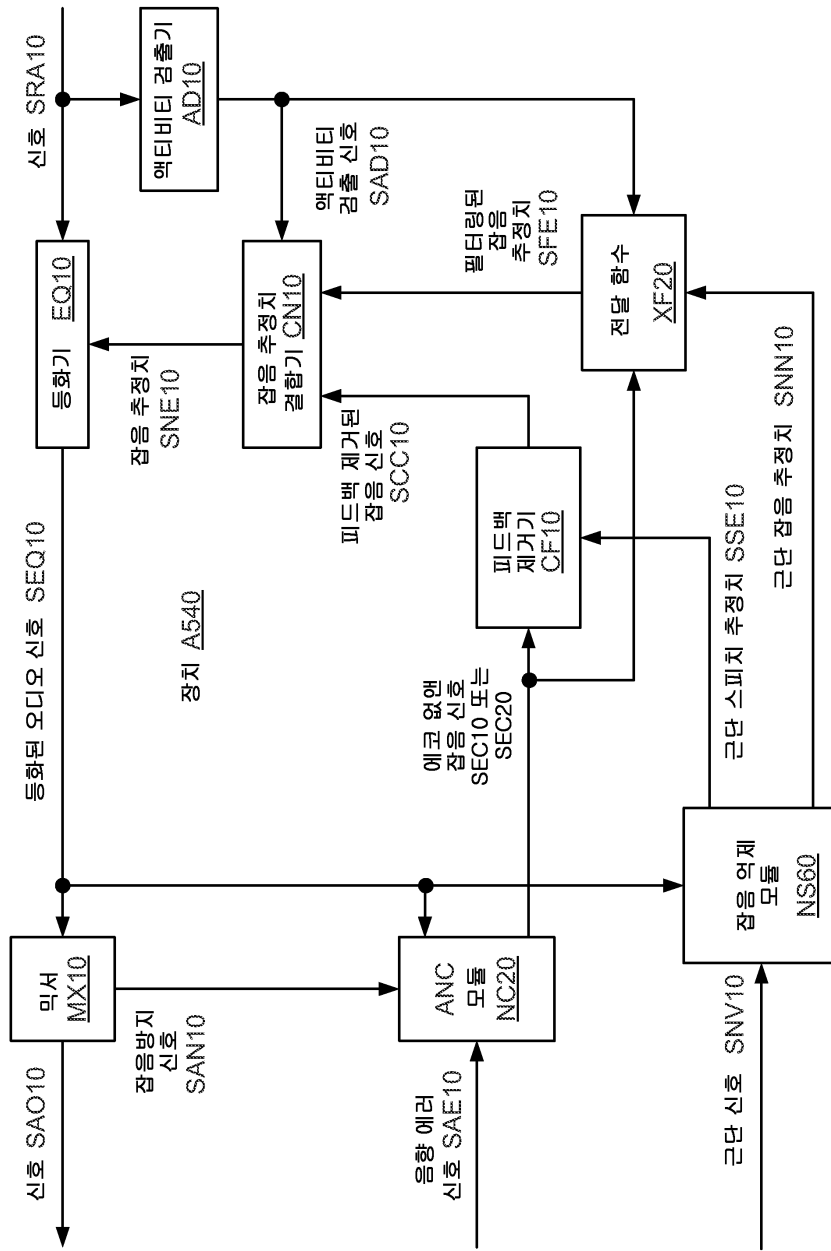 신호 SRA10
액티비티 검출기
AD10
등화기 EQ10
액티비티
검출 신호
SAD10
잡음 추정치
SNE10
잡음 추정치
결합기 CN10
필터링된
잡음
추정치
SFE10
전달 함수
XF20
등화된 오디오 신호 SEQ10
피드백 제거된
잡음 신호
SCC10
장치 A540
피드백
제거기
CF10
에코 없앤
잡음 신호
SEC10 또는
SEC20
근단 스피치 추정치 SSE10
근단 잡음 추정치 SNN10
믹서
MX10
신호 SAO10
잡음방지
신호
SAN10
ANC
모듈
NC20
음향 에러
신호 SAE10
잡음 억제
모듈
NS60
근단 신호 SNV10